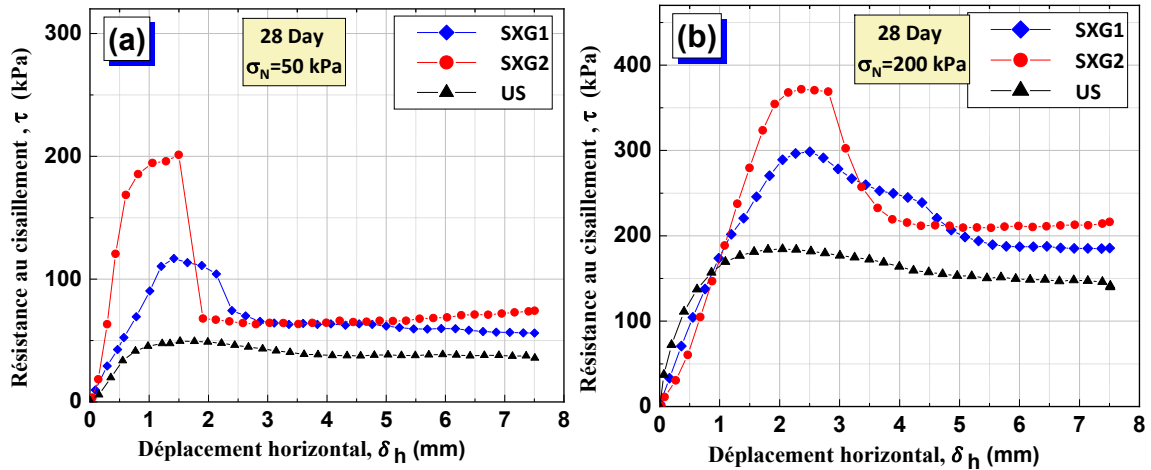 (a)
28 Day
σN=50 kPa
SXG1
SXG2
US
Résistance au cisaillement , τ (kPa)
300
200
100
0
0 1 2 3 4 5 6 7 8
Déplacement horizontal, δh (mm)
(b)
28 Day
σN=200 kPa
SXG1
SXG2
US
Résistance au cisaillement , τ (kPa)
400
300
200
100
0
0 1 2 3 4 5 6 7 8
Déplacement horizontal, δh (mm)